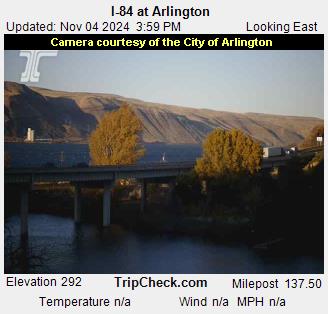 I-84 at Arlington
Updated: Nov 04 2024 3:59 PM Looking East
Camera courtesy of the City of Arlington
Elevation 292 TripCheck.com Milepost 137.50
Temperature n/a Wind n/a MPH n/a